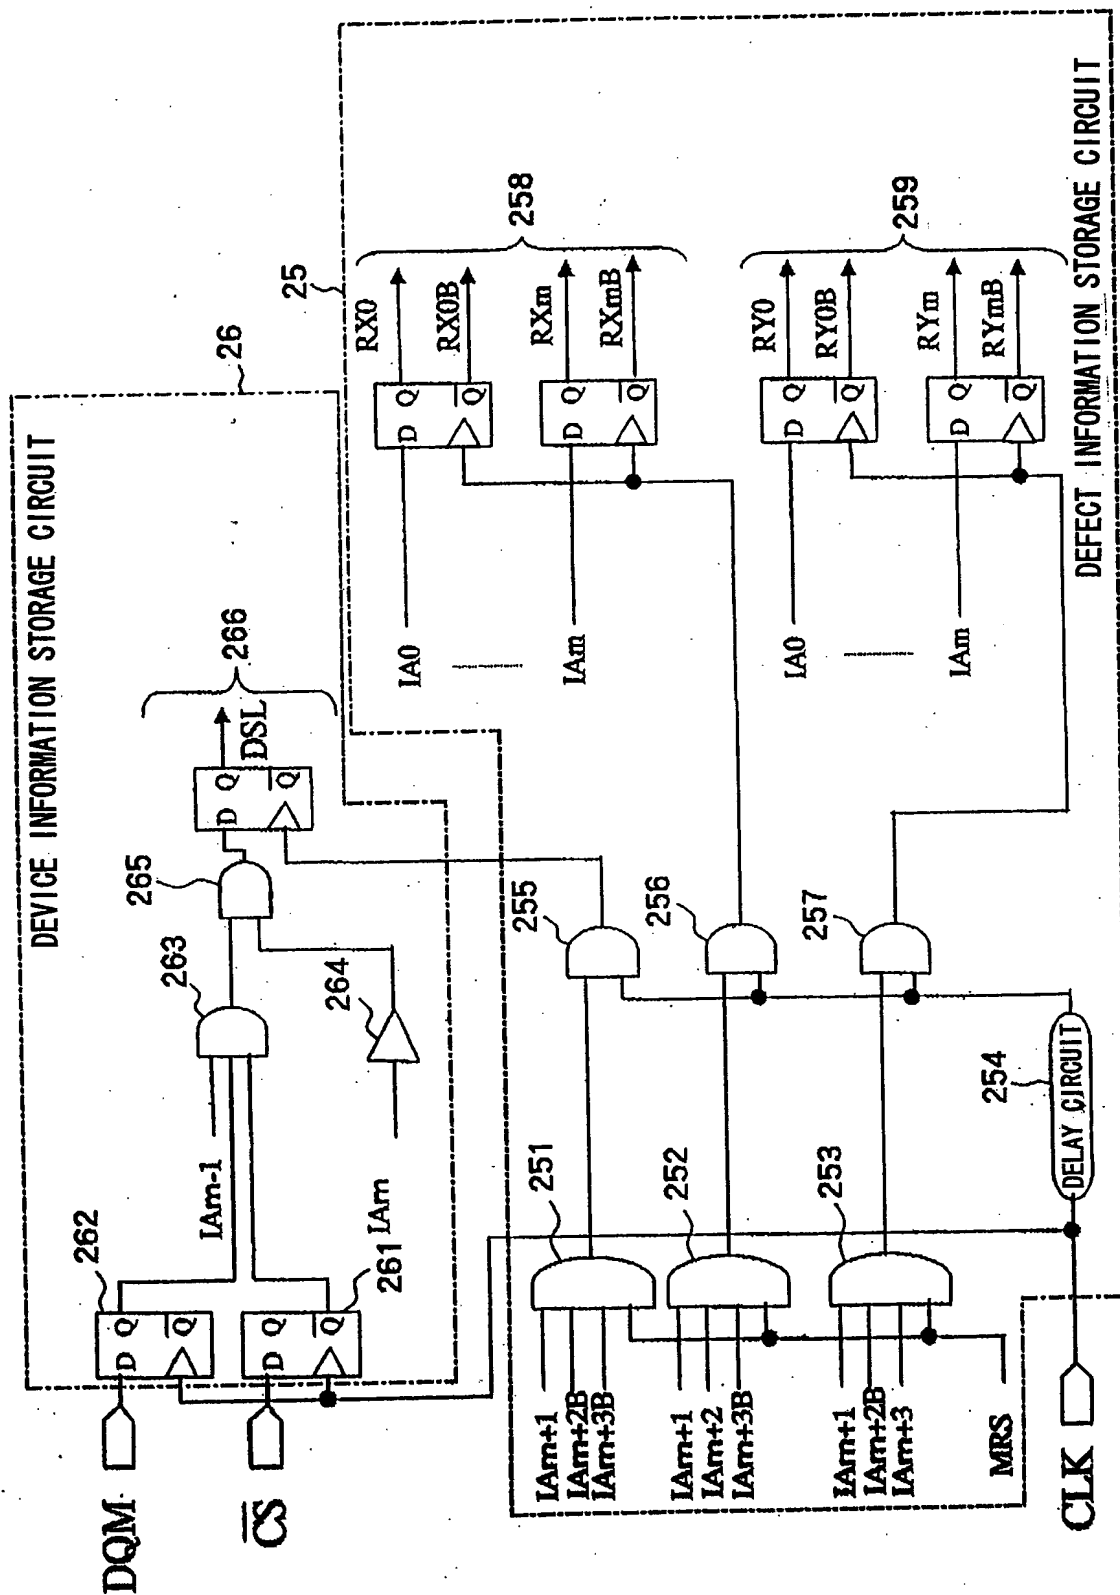 DEVICE INFORMATION STORAGE CIRCUIT
26
DQM
262
D Q
Q
CS
D Q
Q
261
IAm-1
263
IAm
264
265
D Q
Q
DSL
266
25
IAm+1
IAm+2B
IAm+3B
251
IAm+1
IAm+2
IAm+3B
252
IAm+1
IAm+2B
IAm+3
253
MRS
CLK
DELAY CIRCUIT
254
255
256
257
IA0
D Q
Q
RX0
RX0B
IAm
D Q
Q
RXm
RXmB
258
IA0
D Q
Q
RY0
RY0B
IAm
D Q
Q
RYm
RYmB
259
DEFECT INFORMATION STORAGE CIRCUIT